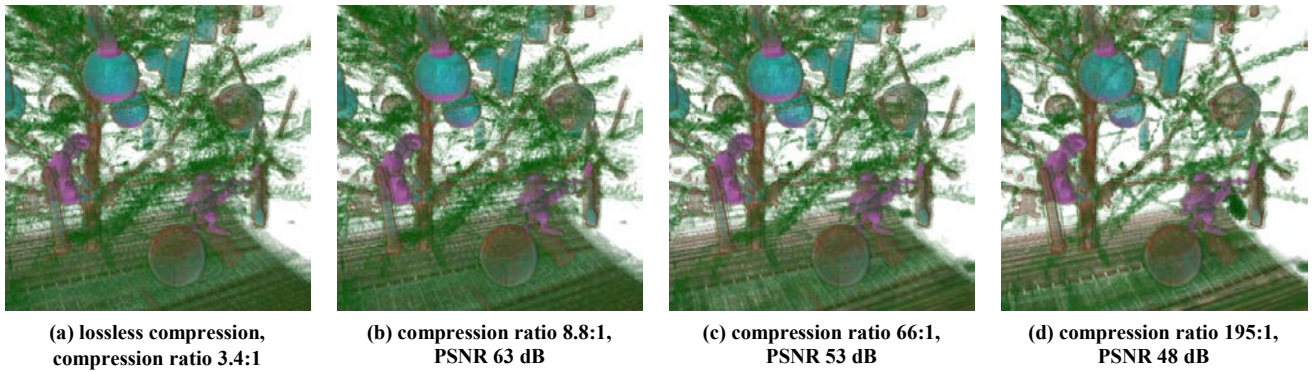 (a) lossless compression,
compression ratio 3.4:1
(b) compression ratio 8.8:1,
PSNR 63 dB
(c) compression ratio 66:1,
PSNR 53 dB
(d) compression ratio 195:1,
PSNR 48 dB